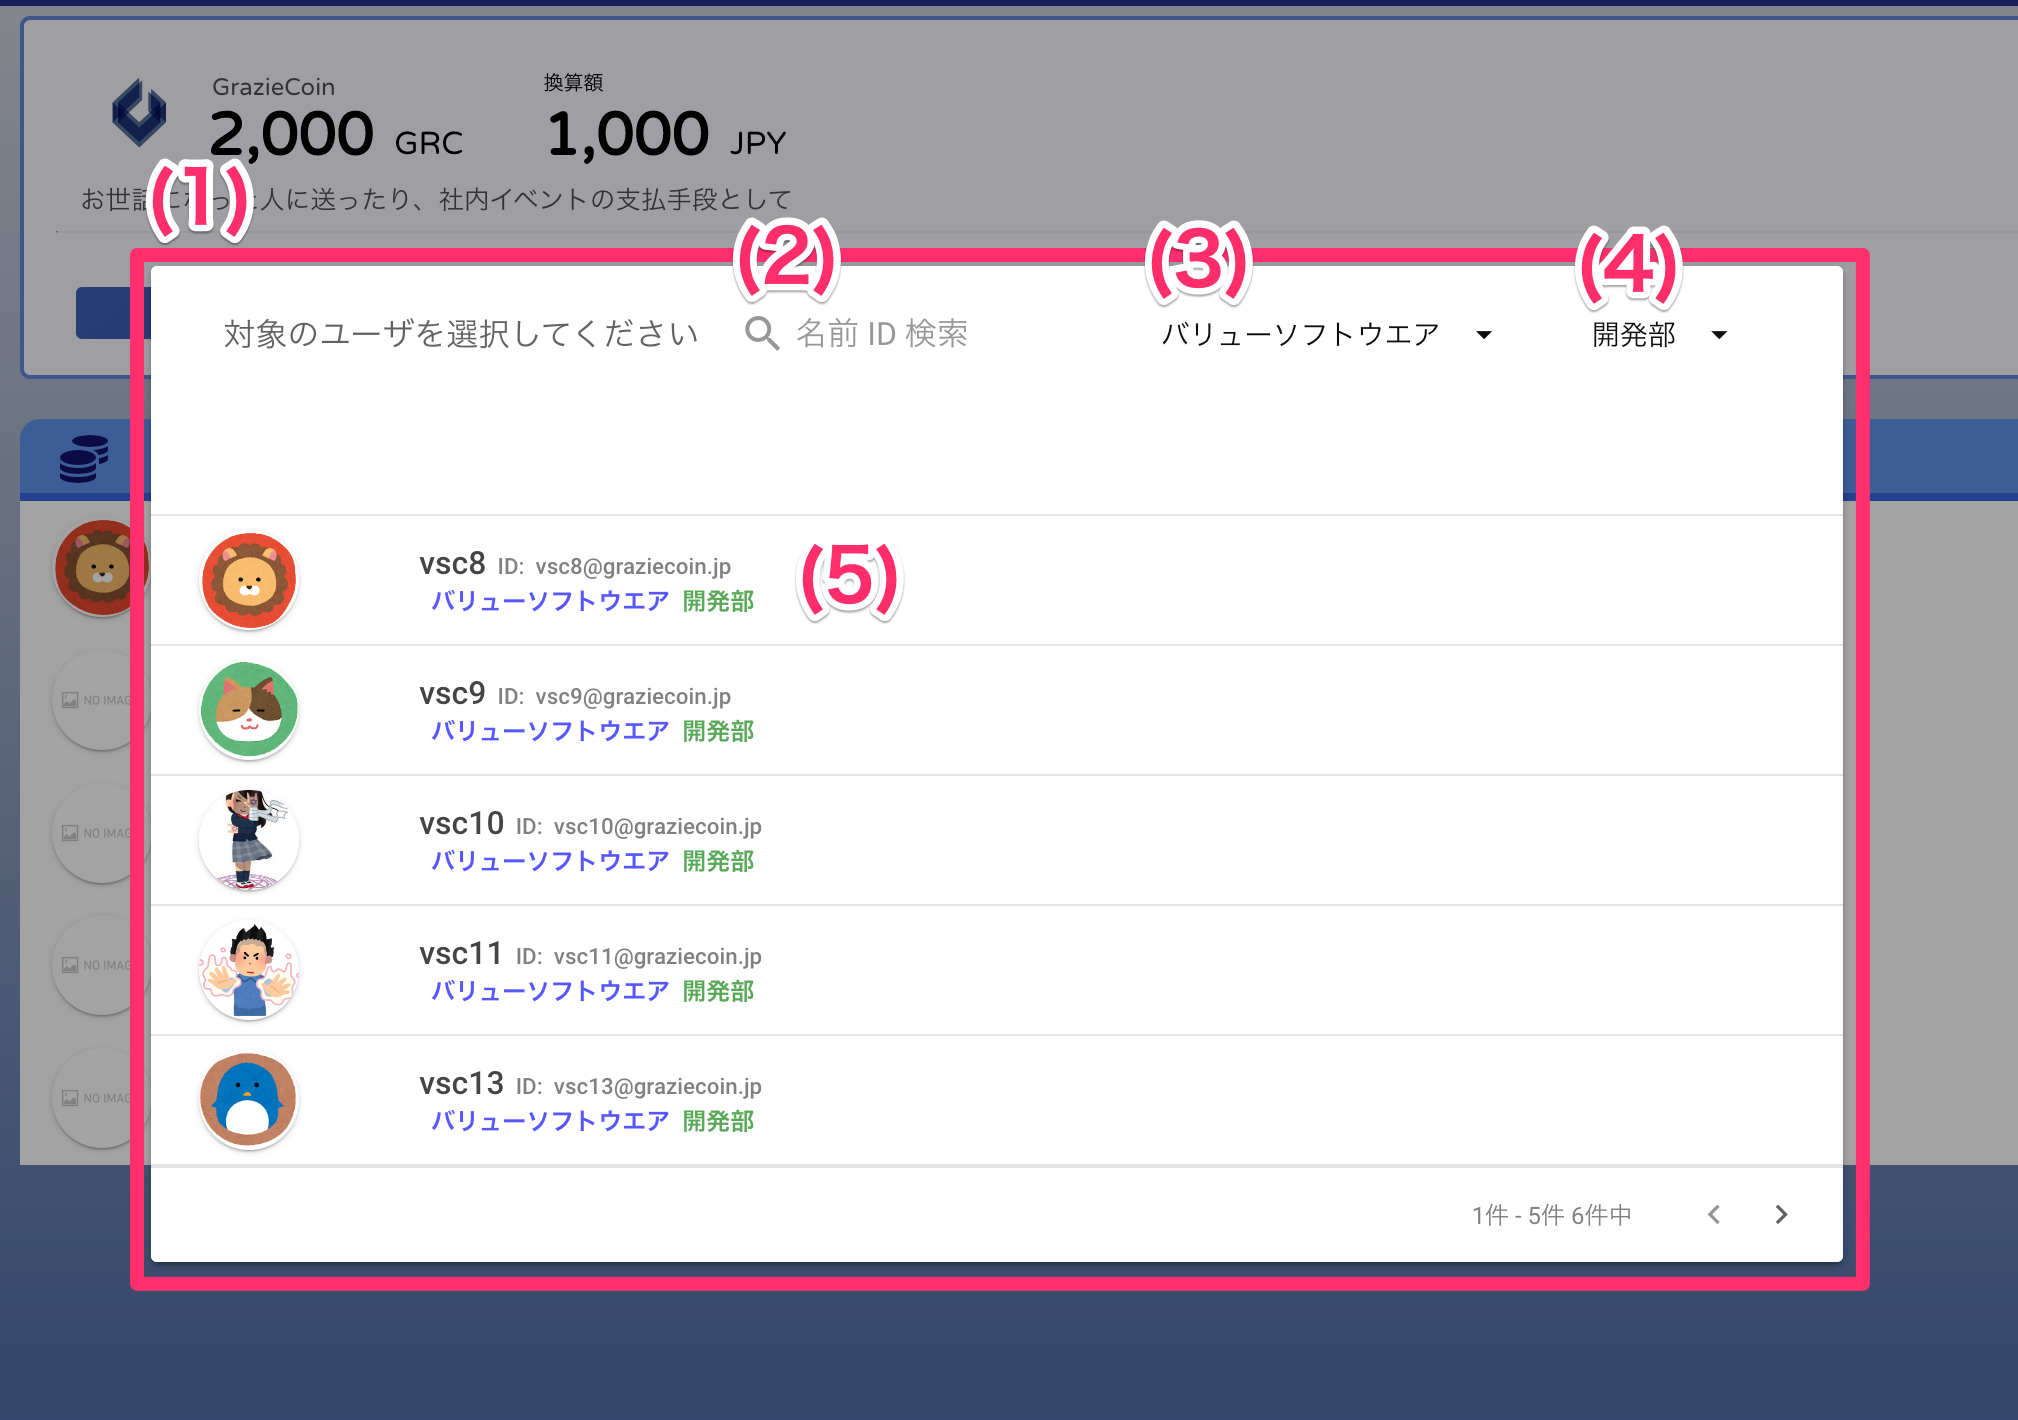 GrazieCoin
換算額
2,000 GRC
1,000 JPY
お世話になった人に送ったり、社内イベントの支払手段として
(1)
(2)
(3)
(4)
対象のユーザを選択してください
名前 ID 検索
バリューソフトウエア
開発部
vsc8 ID: vsc8@graziecoin.jp
バリューソフトウエア 開発部
(5)
vsc9 ID: vsc9@graziecoin.jp
バリューソフトウエア 開発部
NO IMAG
vsc10 ID: vsc10@graziecoin.jp
バリューソフトウエア 開発部
NO IMAG
vsc11 ID: vsc11@graziecoin.jp
バリューソフトウエア 開発部
NO IMAG
vsc13 ID: vsc13@graziecoin.jp
バリューソフトウエア 開発部
NO IMAG
1件 - 5件 6件中